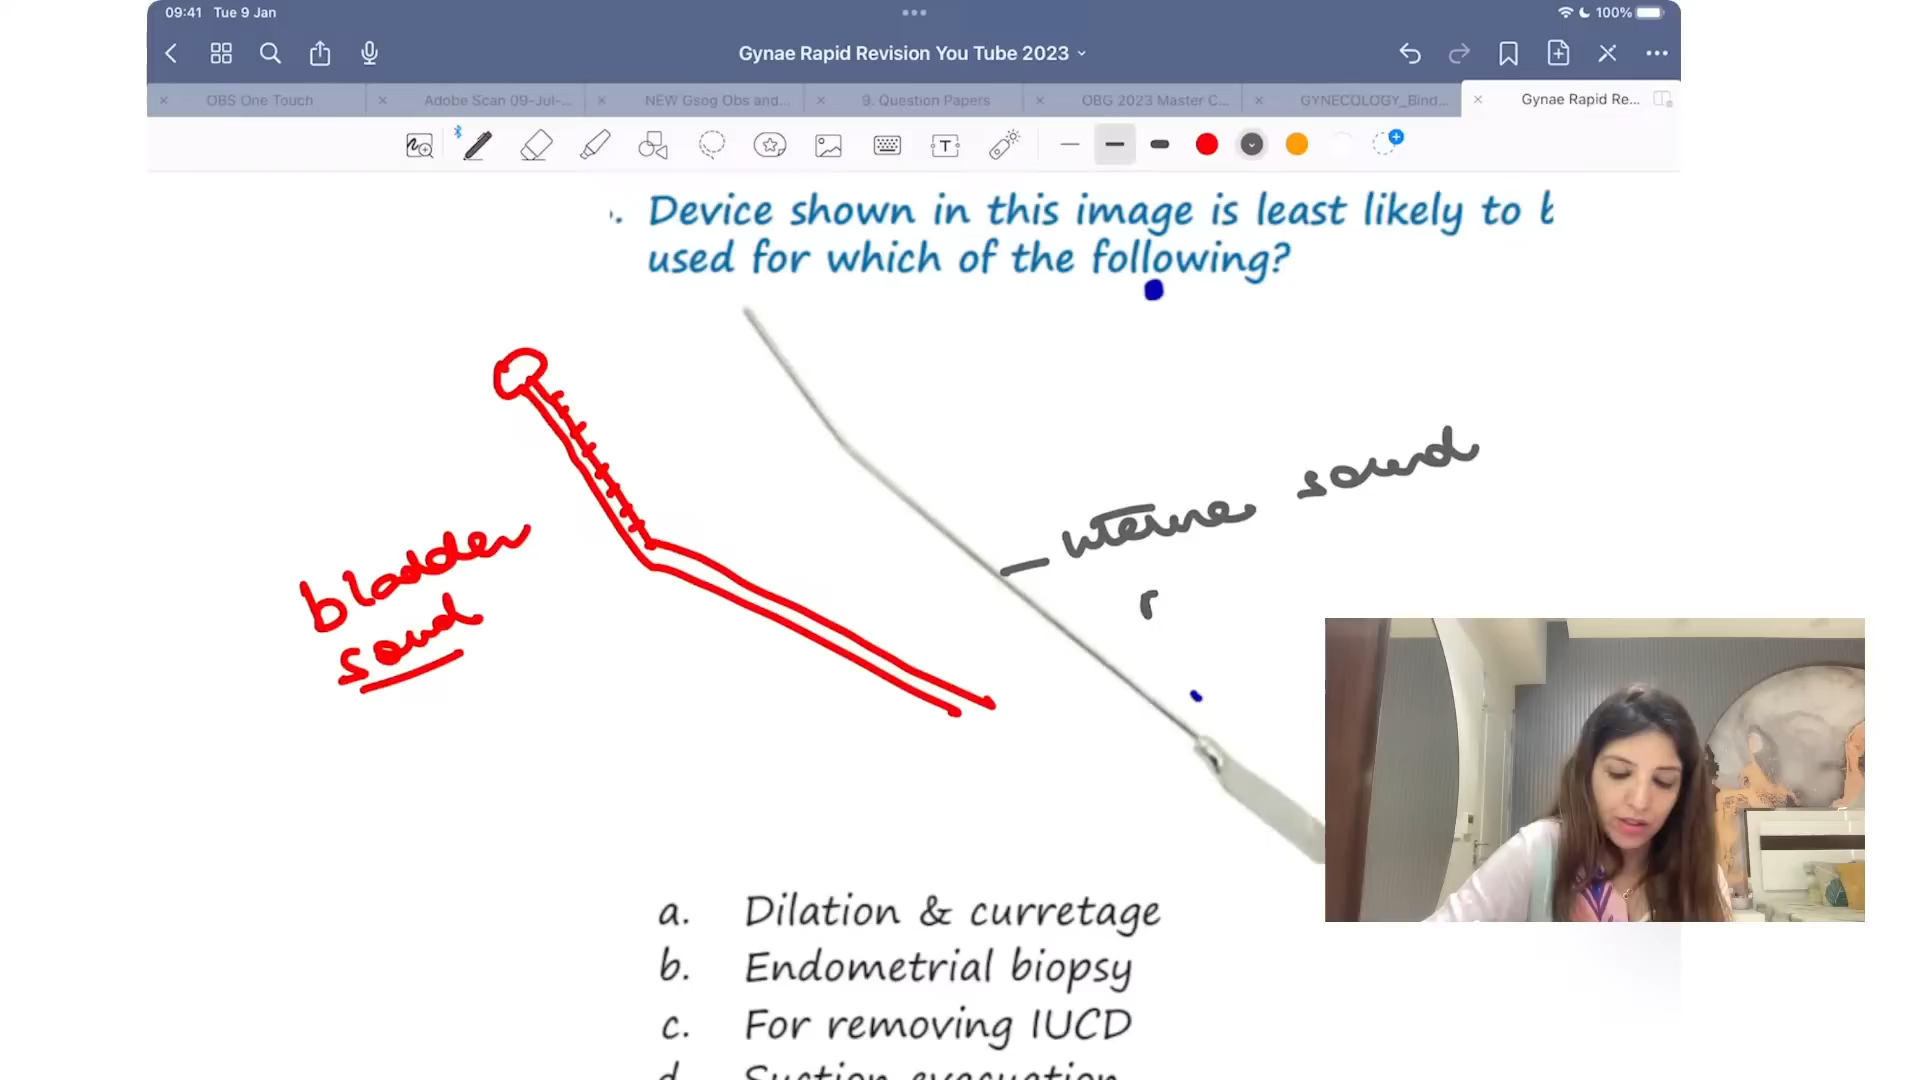 09:41 Tue 9 Jan
100%
Gynae Rapid Revision You Tube 2023
OBS One Touch
Adobe Scan 09-Jul-...
NEW Gsog Obs and...
9. Question Papers
OBG 2023 Master C...
GYNECOLOGY_Bind...
Gynae Rapid Re...
T
Device shown in this image is least likely to
used for which of the following?
uterine sound
r
bladder
sound
a. Dilation & curretage
b. Endometrial biopsy
c. For removing IUCD
d. Suction evacuation